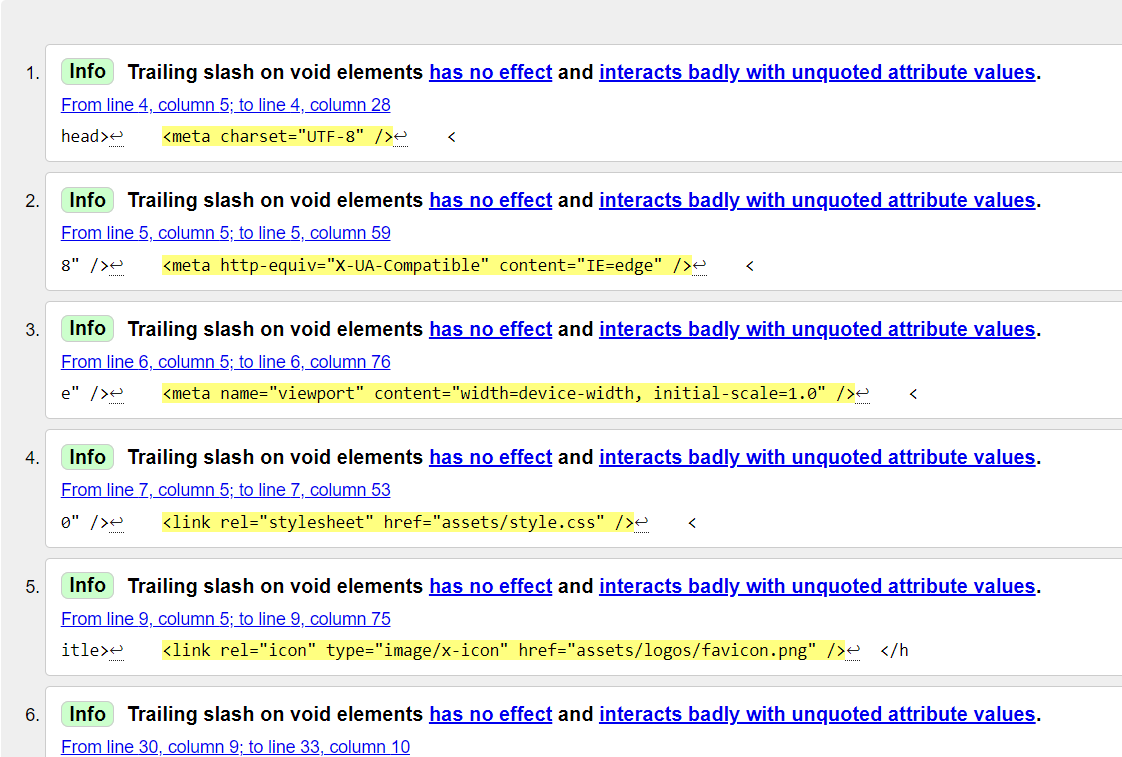 1. Info Trailing slash on void elements has no effect and interacts badly with unquoted attribute values.
From line 4, column 5; to line 4, column 28
head>↩ <meta charset="UTF-8" />↩ <
2. Info Trailing slash on void elements has no effect and interacts badly with unquoted attribute values.
From line 5, column 5; to line 5, column 59
8" />↩ <meta http-equiv="X-UA-Compatible" content="IE=edge" />↩ <
3. Info Trailing slash on void elements has no effect and interacts badly with unquoted attribute values.
From line 6, column 5; to line 6, column 76
e" />↩ <meta name="viewport" content="width=device-width, initial-scale=1.0" />↩ <
4. Info Trailing slash on void elements has no effect and interacts badly with unquoted attribute values.
From line 7, column 5; to line 7, column 53
0" />↩ <link rel="stylesheet" href="assets/style.css" />↩ <
5. Info Trailing slash on void elements has no effect and interacts badly with unquoted attribute values.
From line 9, column 5; to line 9, column 75
itle>↩ <link rel="icon" type="image/x-icon" href="assets/logos/favicon.png" />↩ </h
6. Info Trailing slash on void elements has no effect and interacts badly with unquoted attribute values.
From line 30, column 9; to line 33, column 10